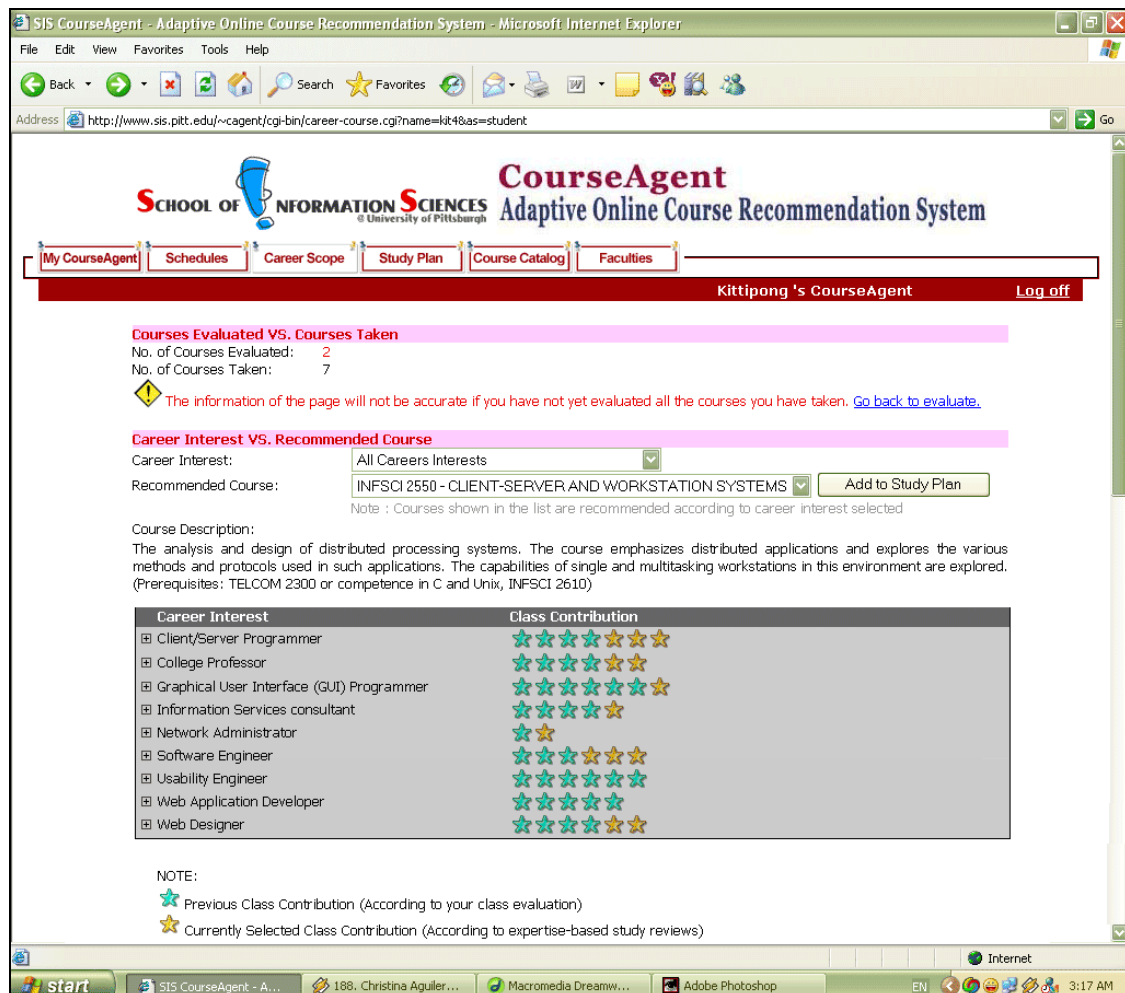 SIS CourseAgent - Adaptive Online Course Recommendation System - Microsoft Internet Explorer
File Edit View Favorites Tools Help
Back Search Favorites
Address http://www.sis.pitt.edu/~cagent/cgi-bin/career-course.cgi?name=kit4&as=student Go
SCHOOL OF INFORMATION SCIENCES
@ University of Pittsburgh
CourseAgent
Adaptive Online Course Recommendation System
My CourseAgent Schedules Career Scope Study Plan Course Catalog Faculties
Kittipong 's CourseAgent Log off
Courses Evaluated VS. Courses Taken
No. of Courses Evaluated: 2
No. of Courses Taken: 7
The information of the page will not be accurate if you have not yet evaluated all the courses you have taken. Go back to evaluate.
Career Interest VS. Recommended Course
Career Interest: All Careers Interests
Recommended Course: INFSCI 2550 - CLIENT-SERVER AND WORKSTATION SYSTEMS Add to Study Plan
Note : Courses shown in the list are recommended according to career interest selected
Course Description:
The analysis and design of distributed processing systems. The course emphasizes distributed applications and explores the various
methods and protocols used in such applications. The capabilities of single and multitasking workstations in this environment are explored.
(Prerequisites: TELCOM 2300 or competence in C and Unix, INFSCI 2610)
Career Interest Class Contribution
Client/Server Programmer
College Professor
Graphical User Interface (GUI) Programmer
Information Services consultant
Network Administrator
Software Engineer
Usability Engineer
Web Application Developer
Web Designer
NOTE:
Previous Class Contribution (According to your class evaluation)
Currently Selected Class Contribution (According to expertise-based study reviews)
Internet
start SIS CourseAgent - A... 188. Christina Aguiler... Macromedia Dreamw... Adobe Photoshop EN 3:17 AM